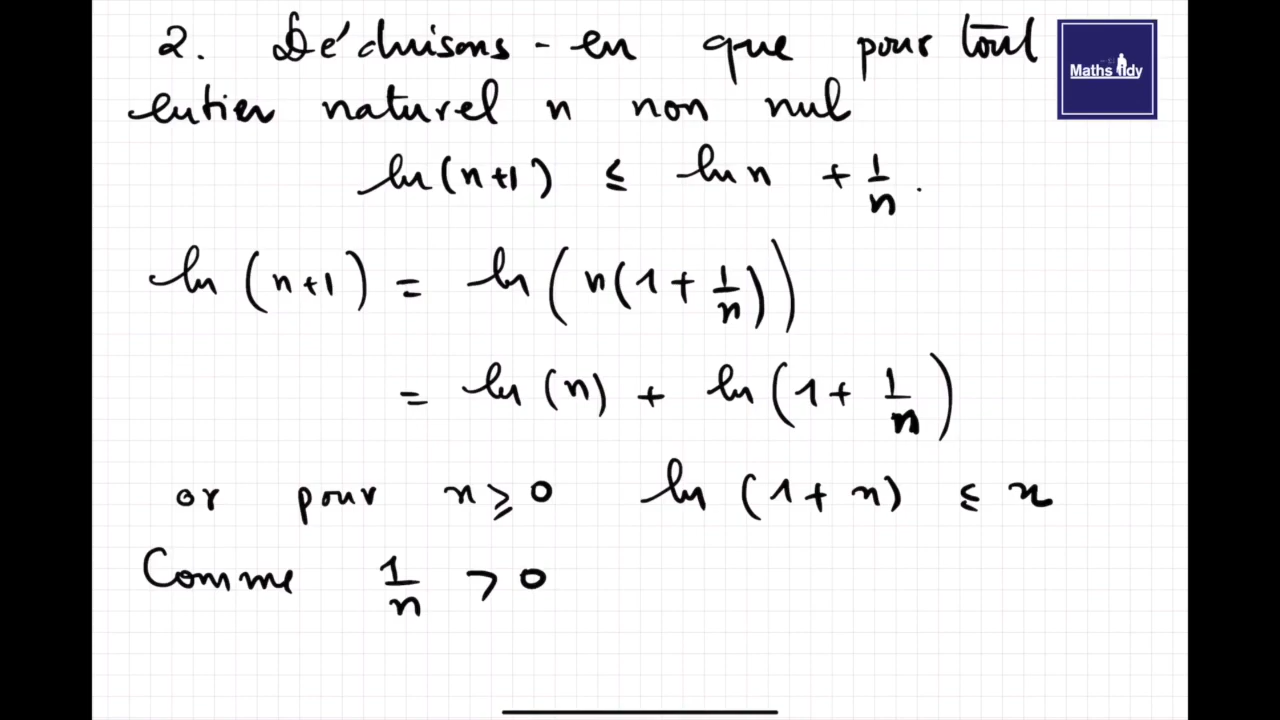 2. Déduisons-en que pour tout
Maths idy
entier naturel n non nul
ln(n+1) ≤ ln n + 1/n.
ln(n+1) = ln(n(1 + 1/n))
= ln(n) + ln(1 + 1/n)
or pour x ≥ 0 ln(1 + x) ≤ x
Comme 1/n > 0